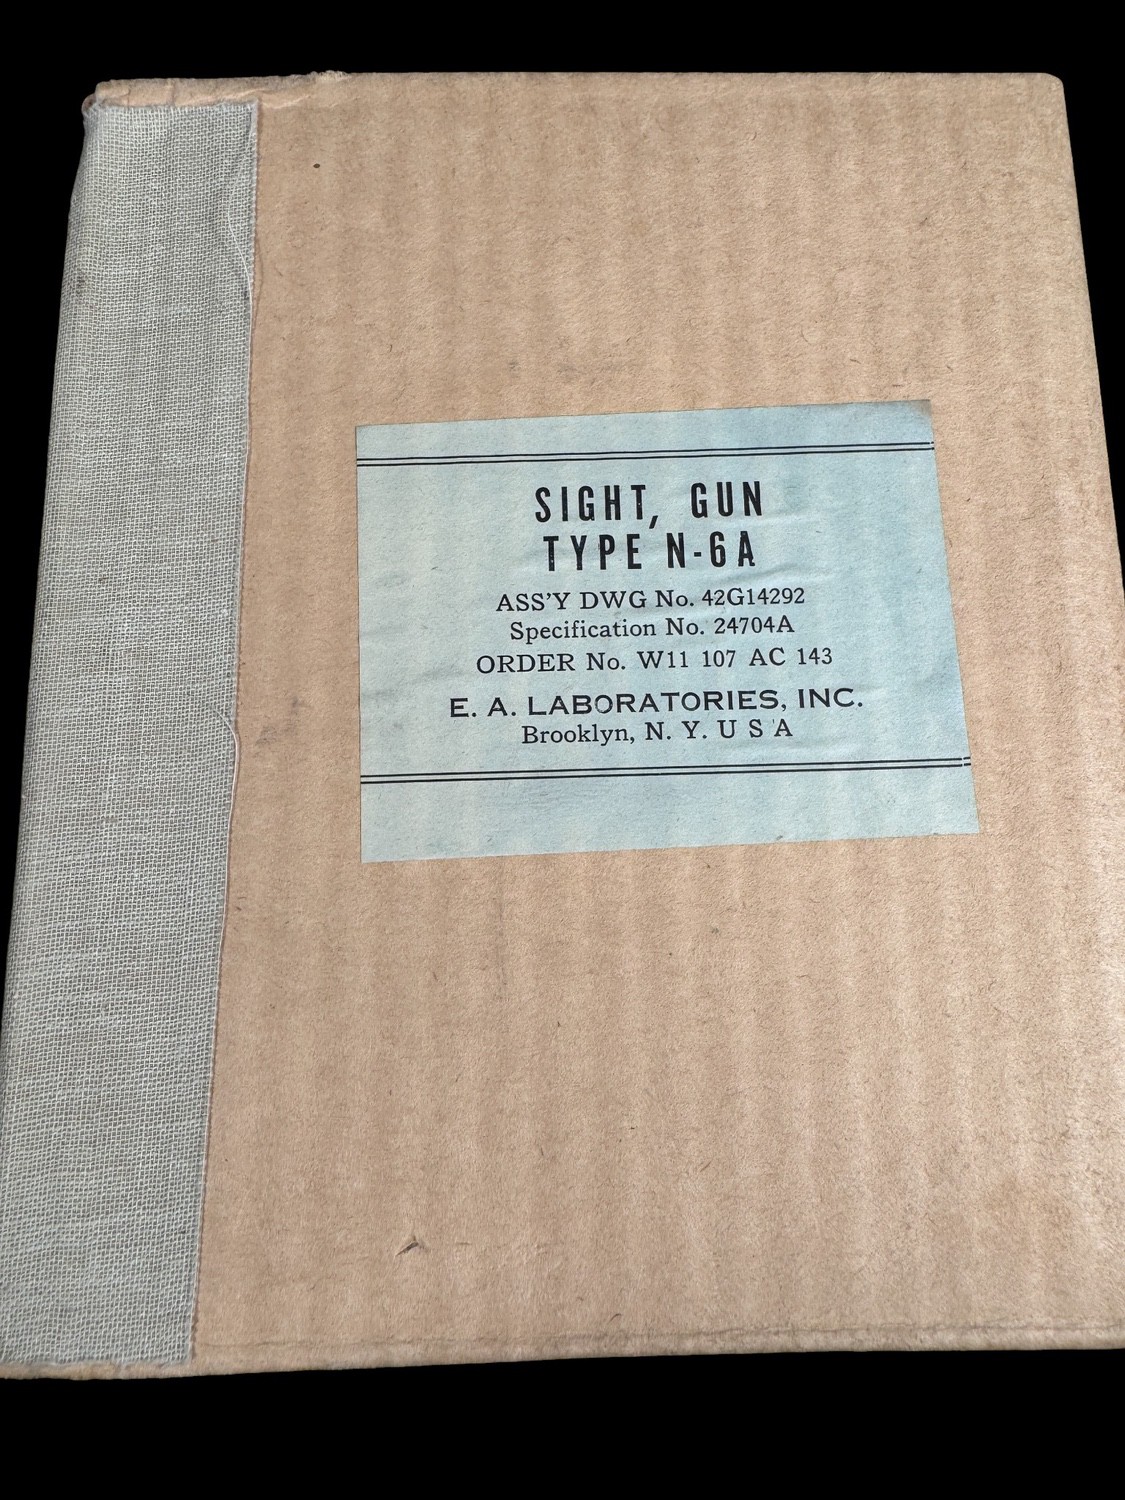 SIGHT, GUN
TYPE N-6A
ASS'Y DWG No. 42G14292
Specification No. 24704A
ORDER No. W11 107 AC 143
E. A. LABORATORIES, INC.
Brooklyn, N. Y. U S A